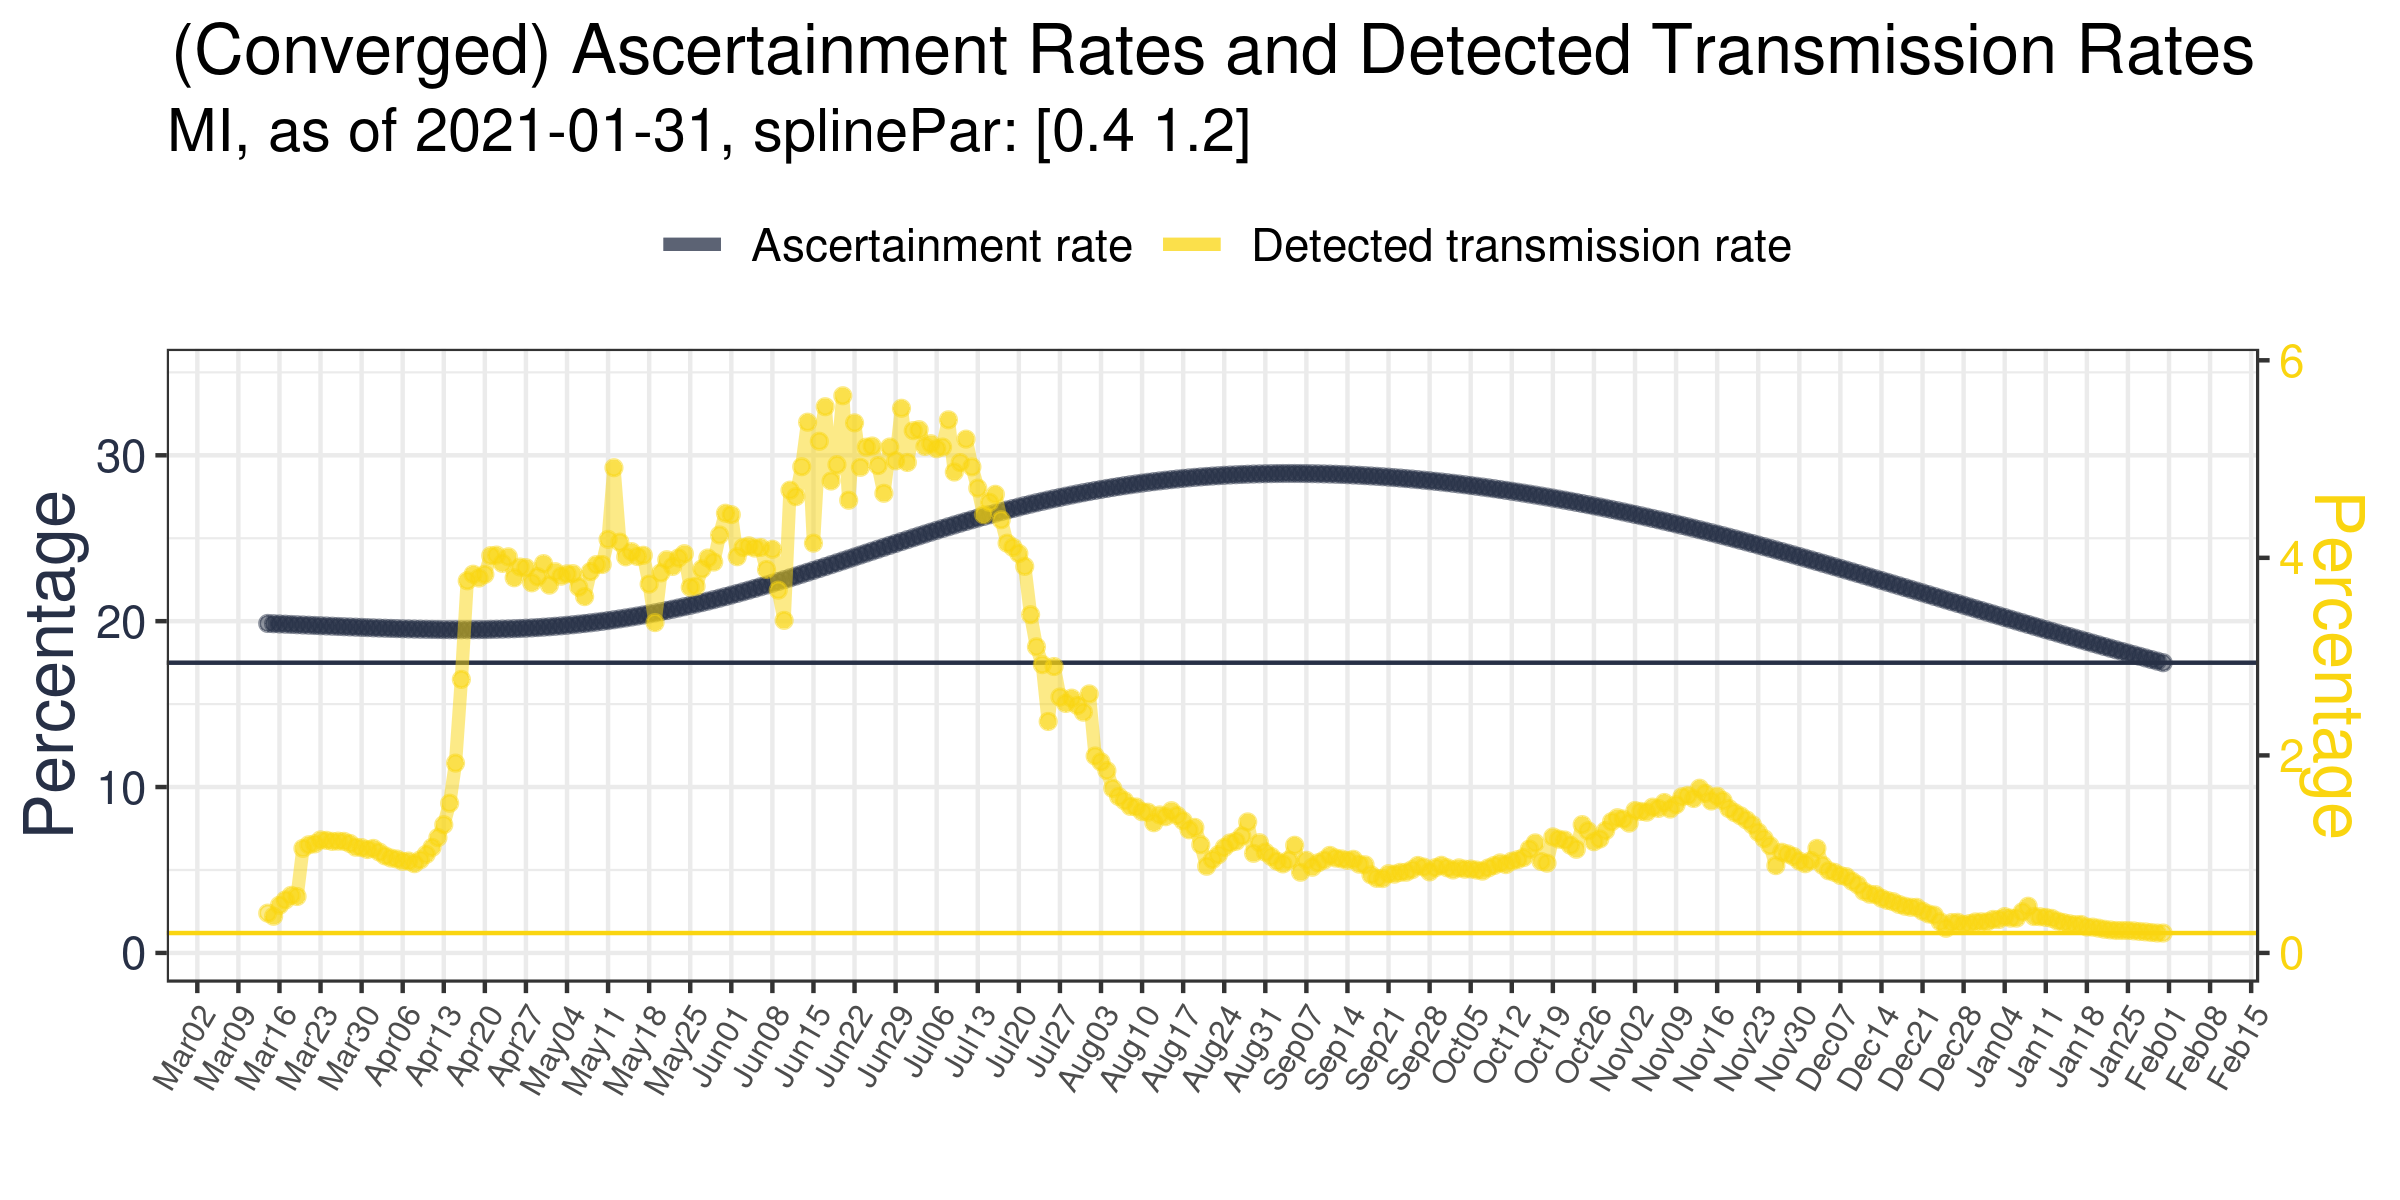 (Converged) Ascertainment Rates and Detected Transmission Rates
MI, as of 2021-01-31, splinePar: [0.4 1.2]
Ascertainment rate Detected transmission rate
Percentage
30
20
10
0
6
4
2
0
Percentage
Mar02 Mar09 Mar16 Mar23 Mar30 Apr06 Apr13 Apr20 Apr27 May04 May11 May18 May25 Jun01 Jun08 Jun15 Jun22 Jun29 Jul06 Jul13 Jul20 Jul27 Aug03 Aug10 Aug17 Aug24 Aug31 Sep07 Sep14 Sep21 Sep28 Oct05 Oct12 Oct19 Oct26 Nov02 Nov09 Nov16 Nov23 Nov30 Dec07 Dec14 Dec21 Dec28 Jan04 Jan11 Jan18 Jan25 Feb01 Feb08 Feb15